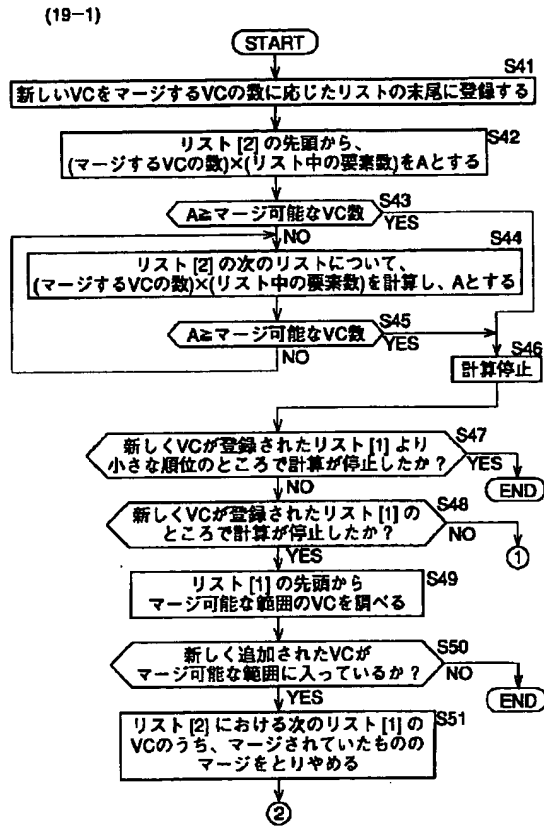 (19-1)
START
S41
新しいVCをマージするVCの数に応じたリストの末尾に登録する
S42
リスト[2]の先頭から、
(マージするVCの数)×(リスト中の要素数)をAとする
S43
A≧マージ可能なVC数
YES
NO
S44
リスト[2]の次のリストについて、
(マージするVCの数)×(リスト中の要素数)を計算し、Aとする
S45
A≧マージ可能なVC数
YES
NO
S46
計算停止
S47
新しくVCが登録されたリスト[1]より
小さな順位のところで計算が停止したか?
YES
END
NO
S48
新しくVCが登録されたリスト[1]の
ところで計算が停止したか?
NO
①
YES
S49
リスト[1]の先頭から
マージ可能な範囲のVCを調べる
S50
新しく追加されたVCが
マージ可能な範囲に入っているか?
NO
END
YES
S51
リスト[2]における次のリスト[1]の
VCのうち、マージされていたものの
マージをとりやめる
②